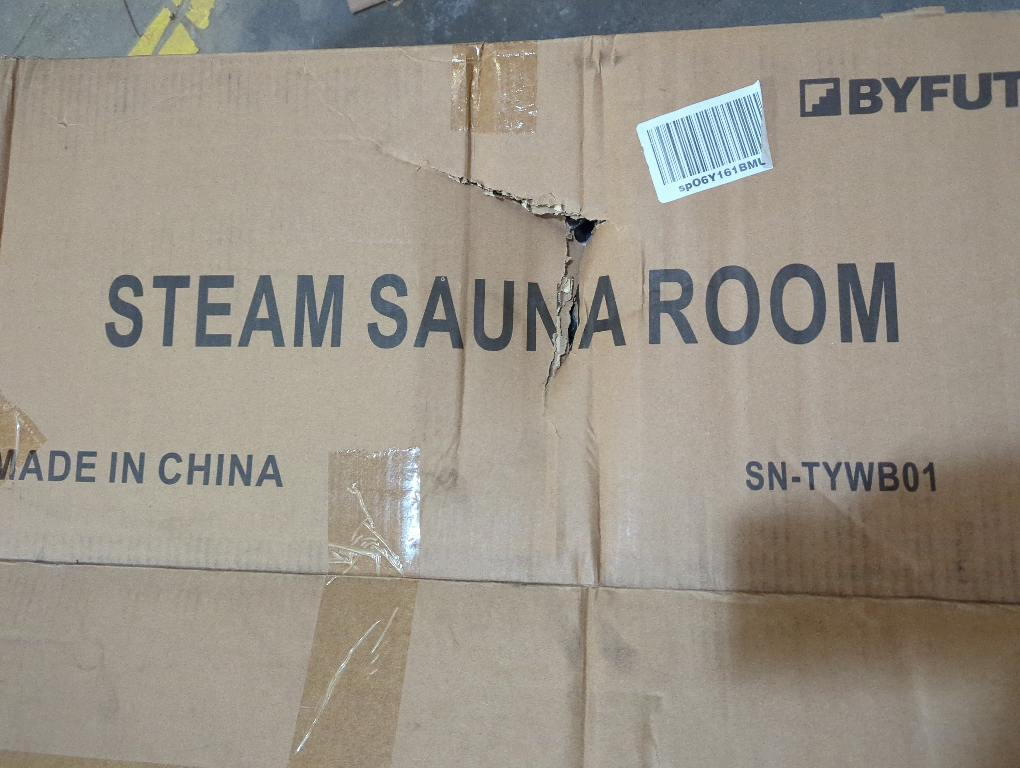 BYFUT
sp06Y161BML
STEAM SAUNA ROOM
MADE IN CHINA
SN-TYWB01